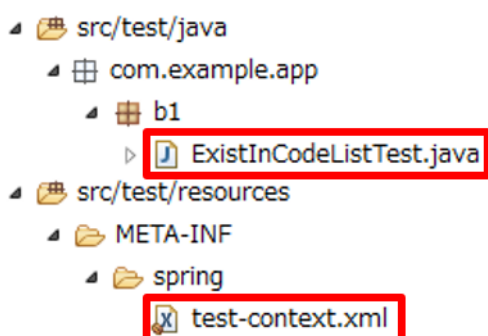 src/test/java
com.example.app
b1
ExistInCodeListTest.java
src/test/resources
META-INF
spring
test-context.xml